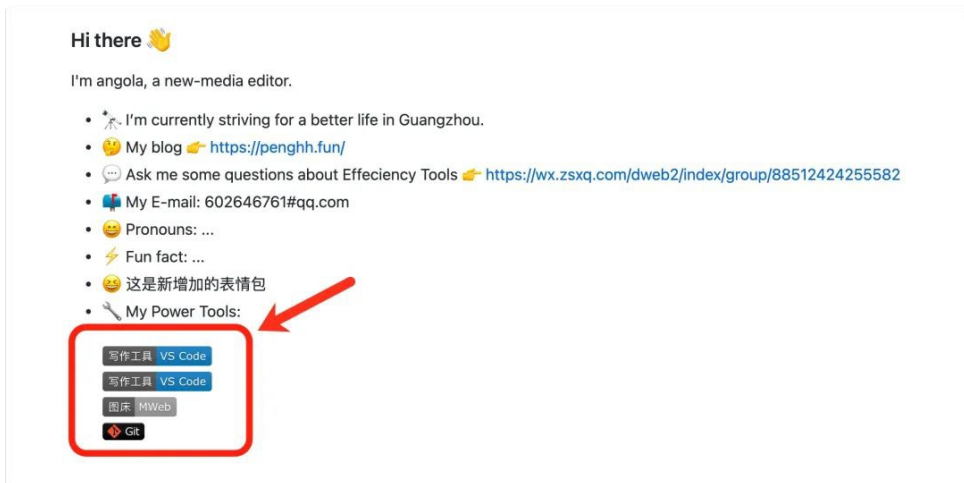 Hi there 👋
I'm angola, a new-media editor.
🔭 I’m currently striving for a better life in Guangzhou.
🤔 My blog 👉 https://penghh.fun/
💬 Ask me some questions about Effeciency Tools 👉 https://wx.zsxq.com/dweb2/index/group/88512424255582
📫 My E-mail: 602646761#qq.com
😄 Pronouns: ...
⚡ Fun fact: ...
😆 这是新增加的表情包
🔧 My Power Tools:
写作工具 VS Code
写作工具 VS Code
图床 MWeb
Git